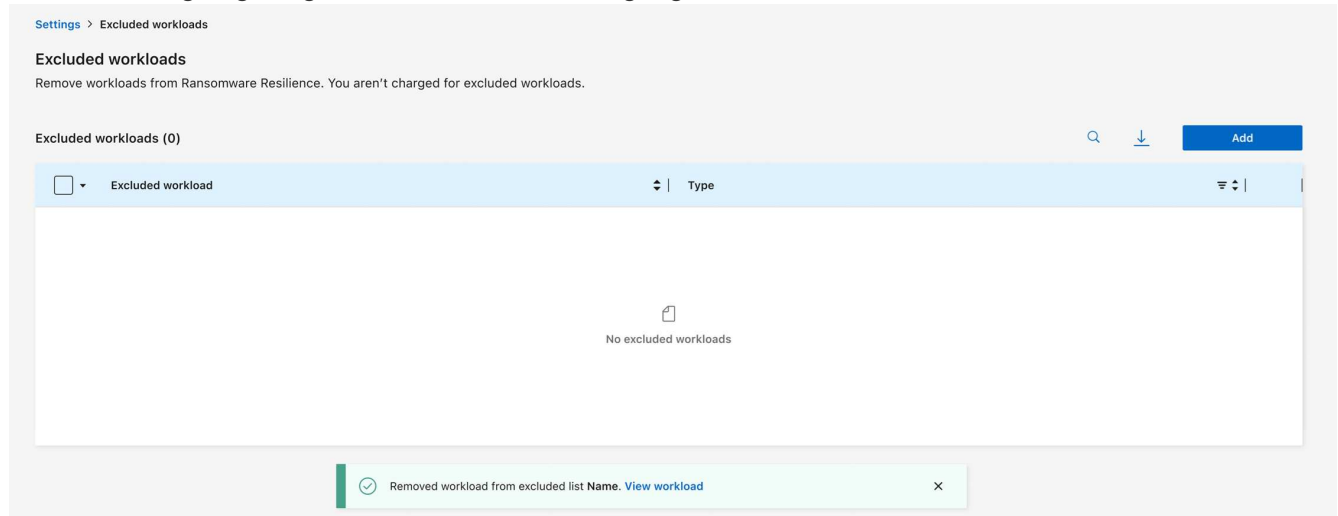 Settings > Excluded workloads
Excluded workloads
Remove workloads from Ransomware Resilience. You aren't charged for excluded workloads.
Excluded workloads (0)
Add
Excluded workload
Type
No excluded workloads
Removed workload from excluded list Name. View workload